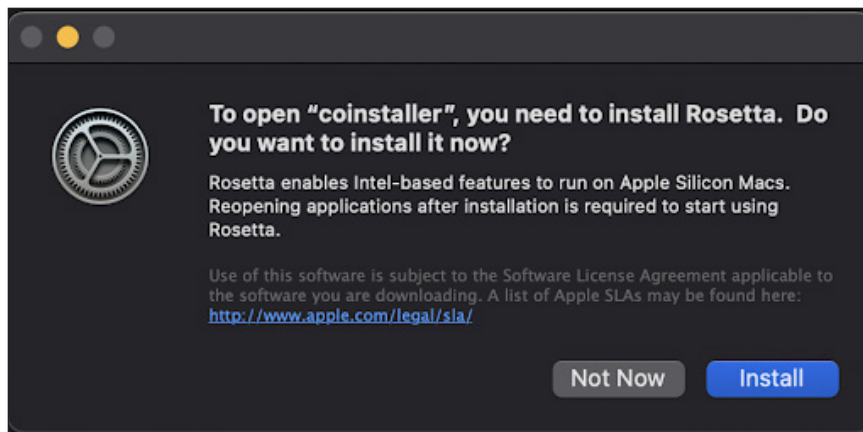 To open “coinstaller”, you need to install Rosetta.  Do
you want to install it now?
Rosetta enables Intel-based features to run on Apple Silicon Macs.
Reopening applications after installation is required to start using
Rosetta.
Use of this software is subject to the Software License Agreement applicable to
the software you are downloading. A list of Apple SLAs may be found here:
http://www.apple.com/legal/sla/
Not Now
Install